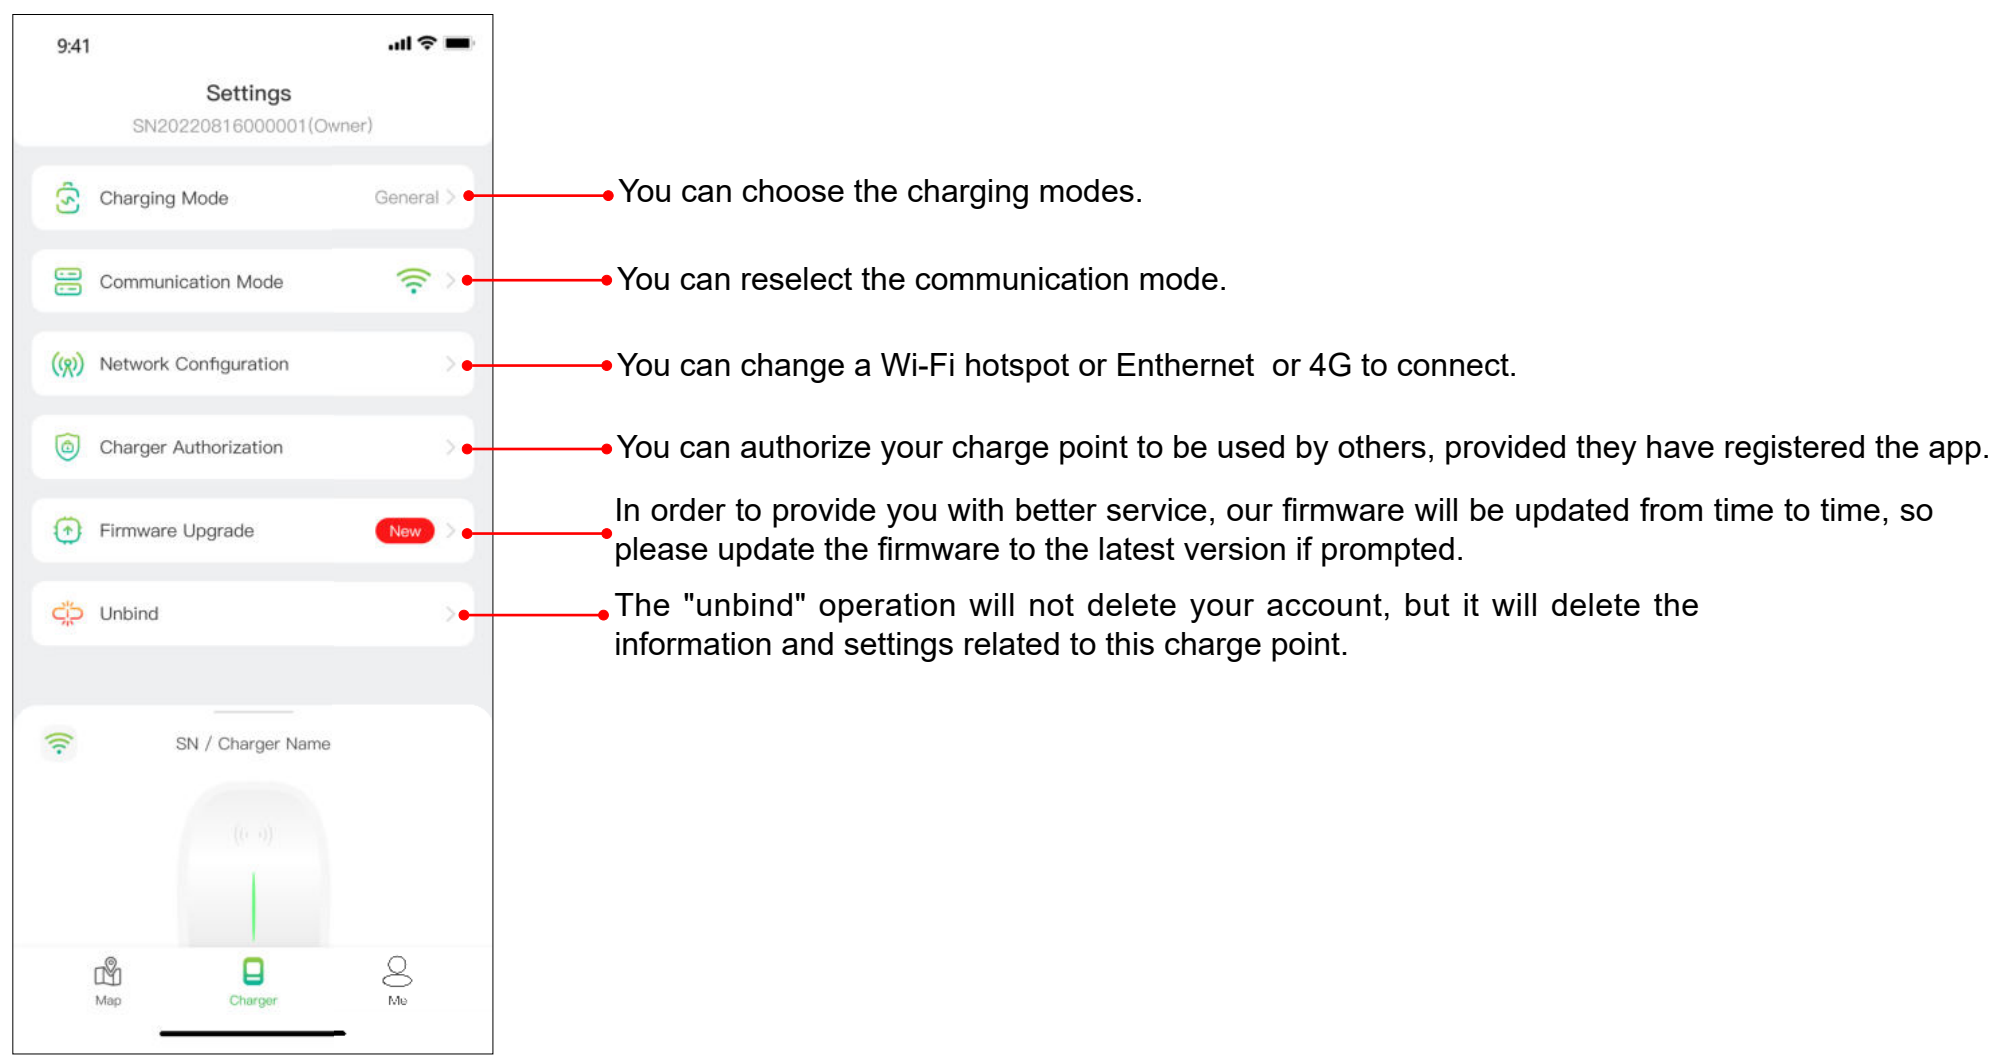 9:41
Settings
SN20220816000001(Owner)
Charging Mode
General
You can choose the charging modes.
Communication Mode
You can reselect the communication mode.
Network Configuration
You can change a Wi-Fi hotspot or Enthernet  or 4G to connect.
Charger Authorization
You can authorize your charge point to be used by others, provided they have registered the app.
Firmware Upgrade
New
In order to provide you with better service, our firmware will be updated from time to time, so
please update the firmware to the latest version if prompted.
Unbind
The "unbind" operation will not delete your account, but it will delete the
information and settings related to this charge point.
SN / Charger Name
Map
Charger
Me